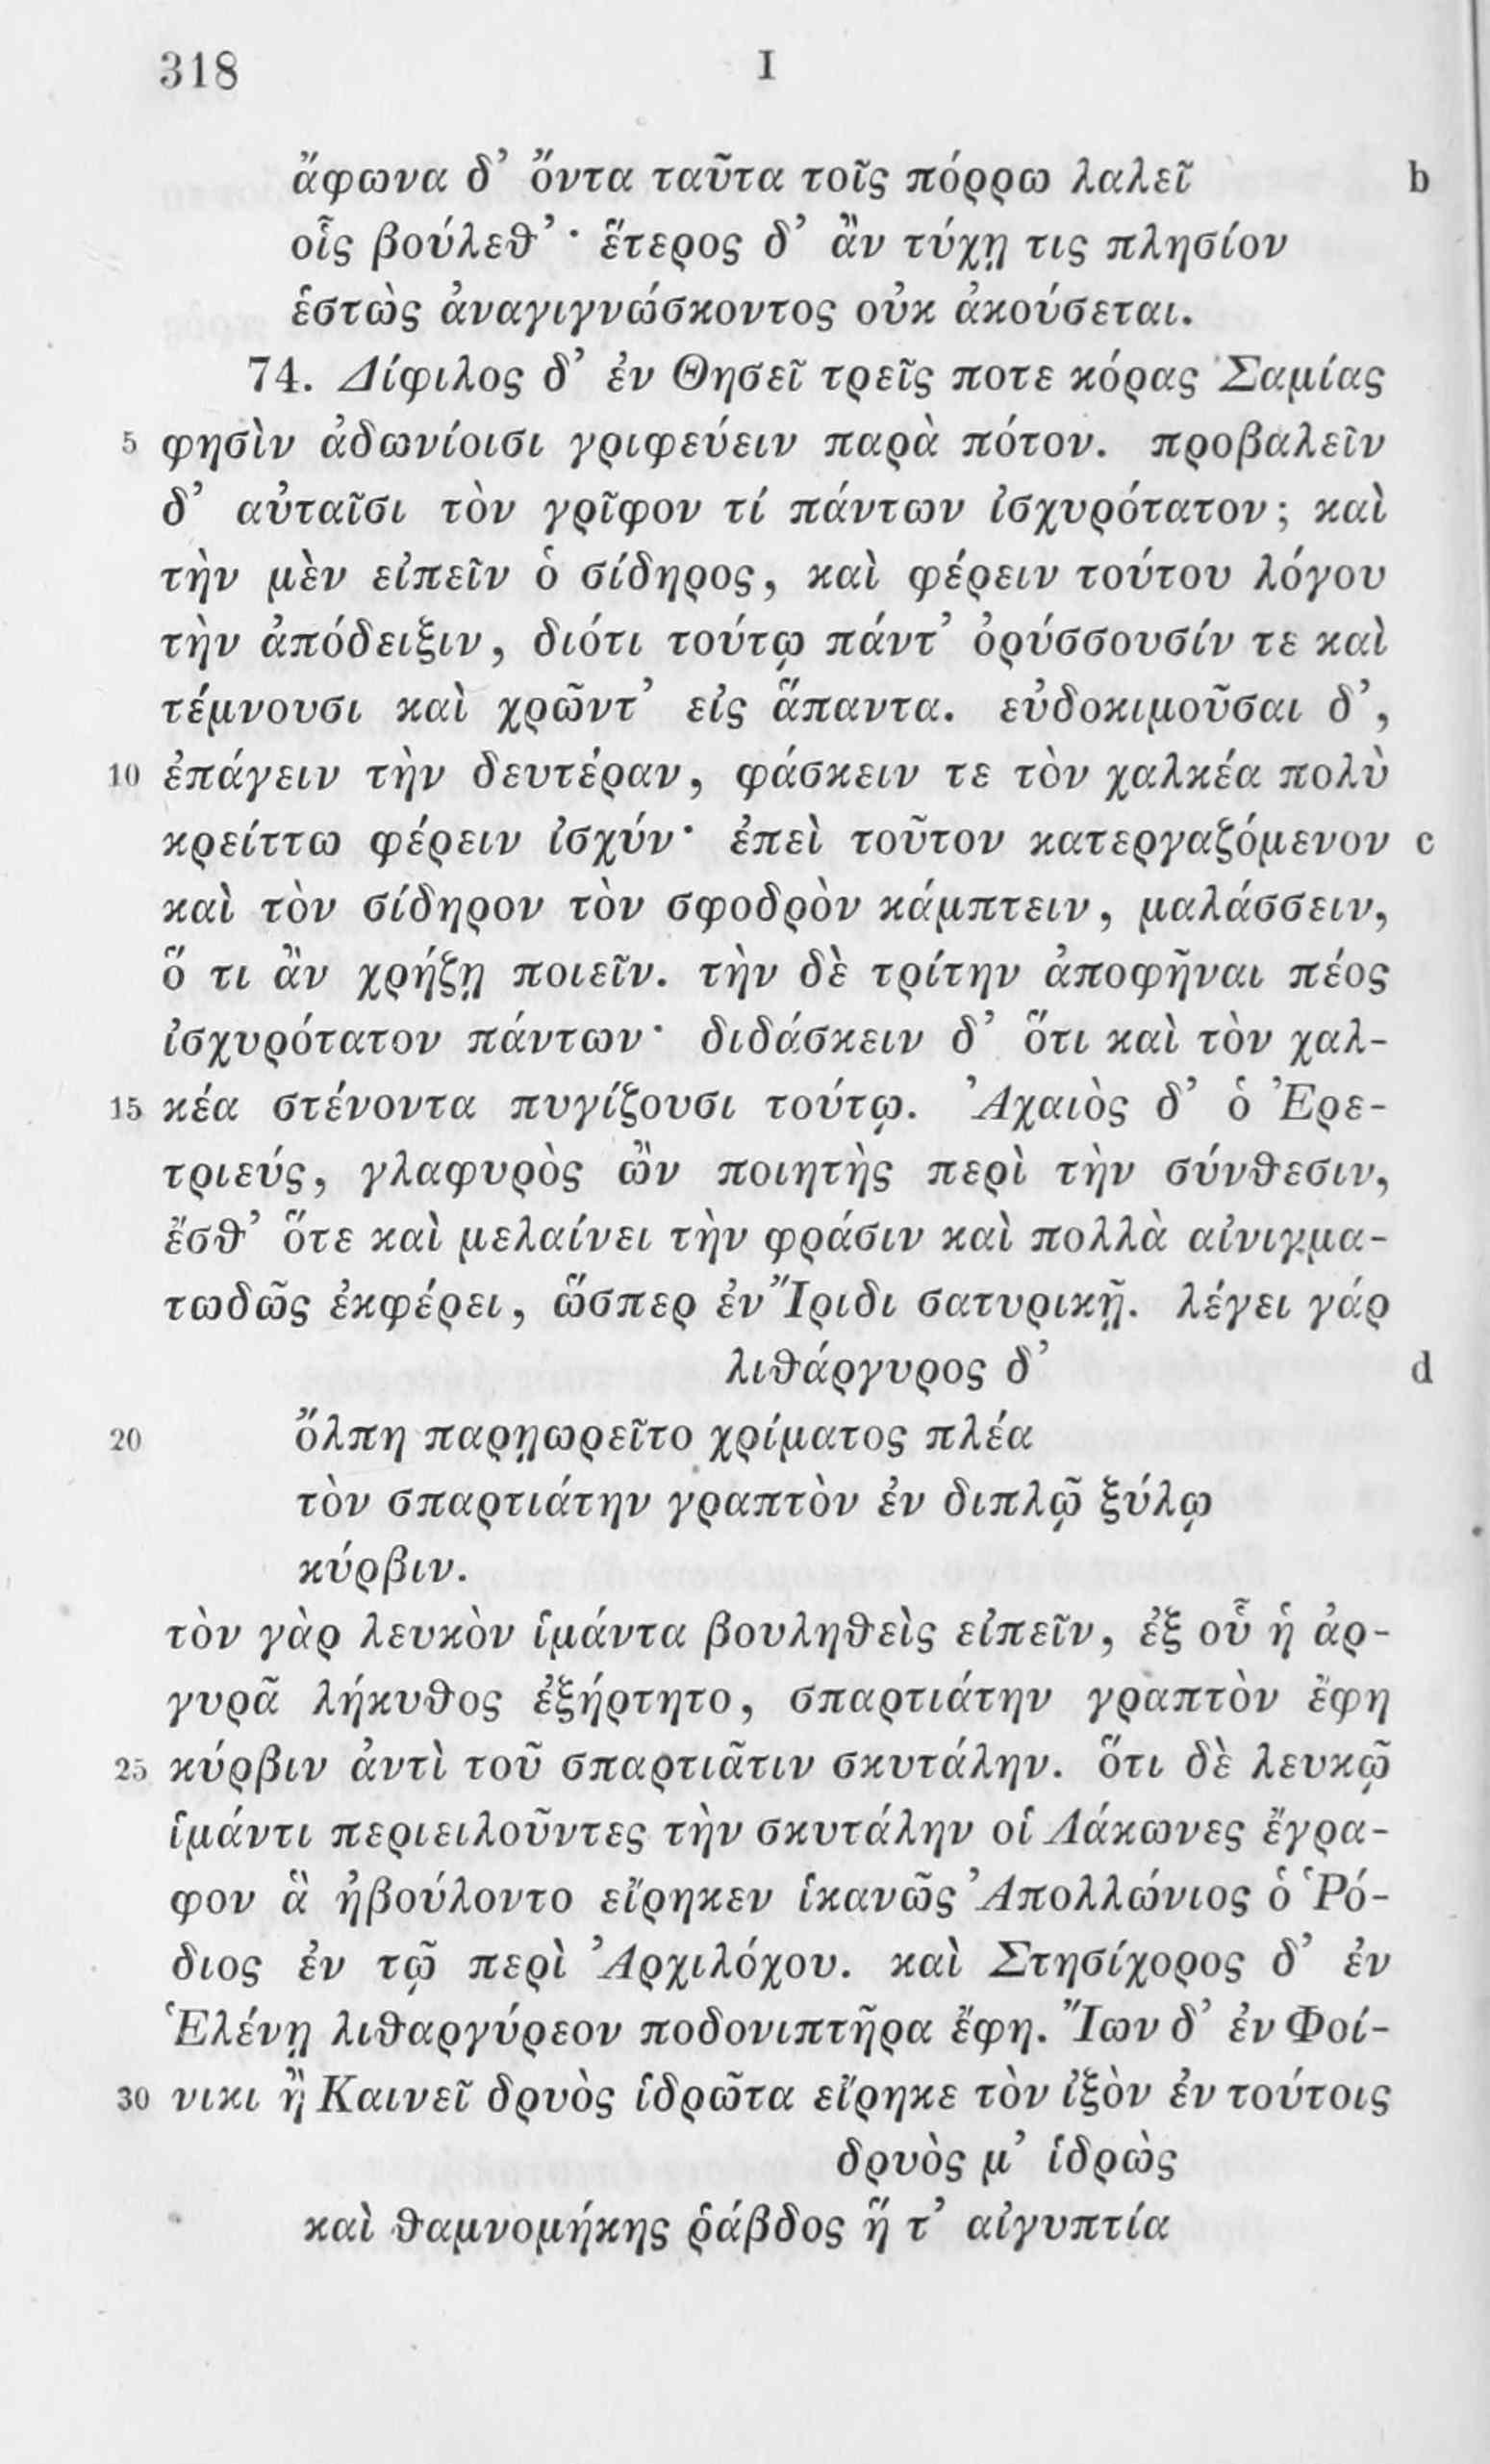 318 I
ἄφωνα δ’ ὄντα ταῦτα τοῖς πόρρω λαλεῖ b
οἷς βούλεθ’· ἕτερος δ’ ἂν τύχῃ τις πλησίον
ἑστὼς ἀναγιγνώσκοντος οὐκ ἀκούσεται.
74. Δίφιλος δ’ ἐν Θησεῖ τρεῖς ποτε κόρας Σαμίας
5 φησὶν ἀδωνίοισι γριφεύειν παρὰ πότον. προβαλεῖν
δ’ αὐταῖσι τὸν γρῖφον τί πάντων ἰσχυρότατον; καὶ
τὴν μὲν εἰπεῖν ὁ σίδηρος, καὶ φέρειν τούτου λόγου
τὴν ἀπόδειξιν, διότι τούτῳ πάντ’ ὀρύσσουσίν τε καὶ
τέμνουσι καὶ χρῶντ’ εἰς ἅπαντα. εὐδοκιμοῦσαι δ’,
10 ἐπάγειν τὴν δευτέραν, φάσκειν τε τὸν χαλκέα πολὺ
κρείττω φέρειν ἰσχύν· ἐπεὶ τοῦτον κατεργαζόμενον c
καὶ τὸν σίδηρον τὸν σφοδρὸν κάμπτειν, μαλάσσειν,
ὅ τι ἂν χρῄζῃ ποιεῖν. τὴν δὲ τρίτην ἀποφῆναι πέος
ἰσχυρότατον πάντων· διδάσκειν δ’ ὅτι καὶ τὸν χαλ-
15 κέα στένοντα πυγίζουσι τούτῳ. Ἀχαιὸς δ’ ὁ Ἐρε-
τριεύς, γλαφυρὸς ὢν ποιητὴς περὶ τὴν σύνθεσιν,
ἔσθ’ ὅτε καὶ μελαίνει τὴν φράσιν καὶ πολλὰ αἰνιγμα-
τωδῶς ἐκφέρει, ὥσπερ ἐν Ἴριδι σατυρικῇ. λέγει γάρ
λιθάργυρος δ’ d
20 ὄλπη παρῃωρεῖτο χρίματος πλέα
τὸν σπαρτιάτην γραπτὸν ἐν διπλῷ ξύλῳ
κύρβιν.
τὸν γὰρ λευκὸν ἱμάντα βουληθεὶς εἰπεῖν, ἐξ οὗ ἡ ἀρ-
γυρᾶ λήκυθος ἐξήρτητο, σπαρτιάτην γραπτὸν ἔφη
25 κύρβιν ἀντὶ τοῦ σπαρτιᾶτιν σκυτάλην. ὅτι δὲ λευκῷ
ἱμάντι περιειλοῦντες τὴν σκυτάλην οἱ Λάκωνες ἔγρα-
φον ἃ ἠβούλοντο εἴρηκεν ἱκανῶς Ἀπολλώνιος ὁ Ῥό-
διος ἐν τῷ περὶ Ἀρχιλόχου. καὶ Στησίχορος δ’ ἐν
Ἑλένῃ λιθαργύρεον ποδονιπτῆρα ἔφη. Ἴων δ’ ἐν Φοί-
30 νικι ἢ Καινεῖ δρυὸς ἱδρῶτα εἴρηκε τὸν ἰξὸν ἐν τούτοις
δρυὸς μ’ ἱδρὼς
καὶ θαμνομήκης ῥάβδος ἥ τ’ αἰγυπτία